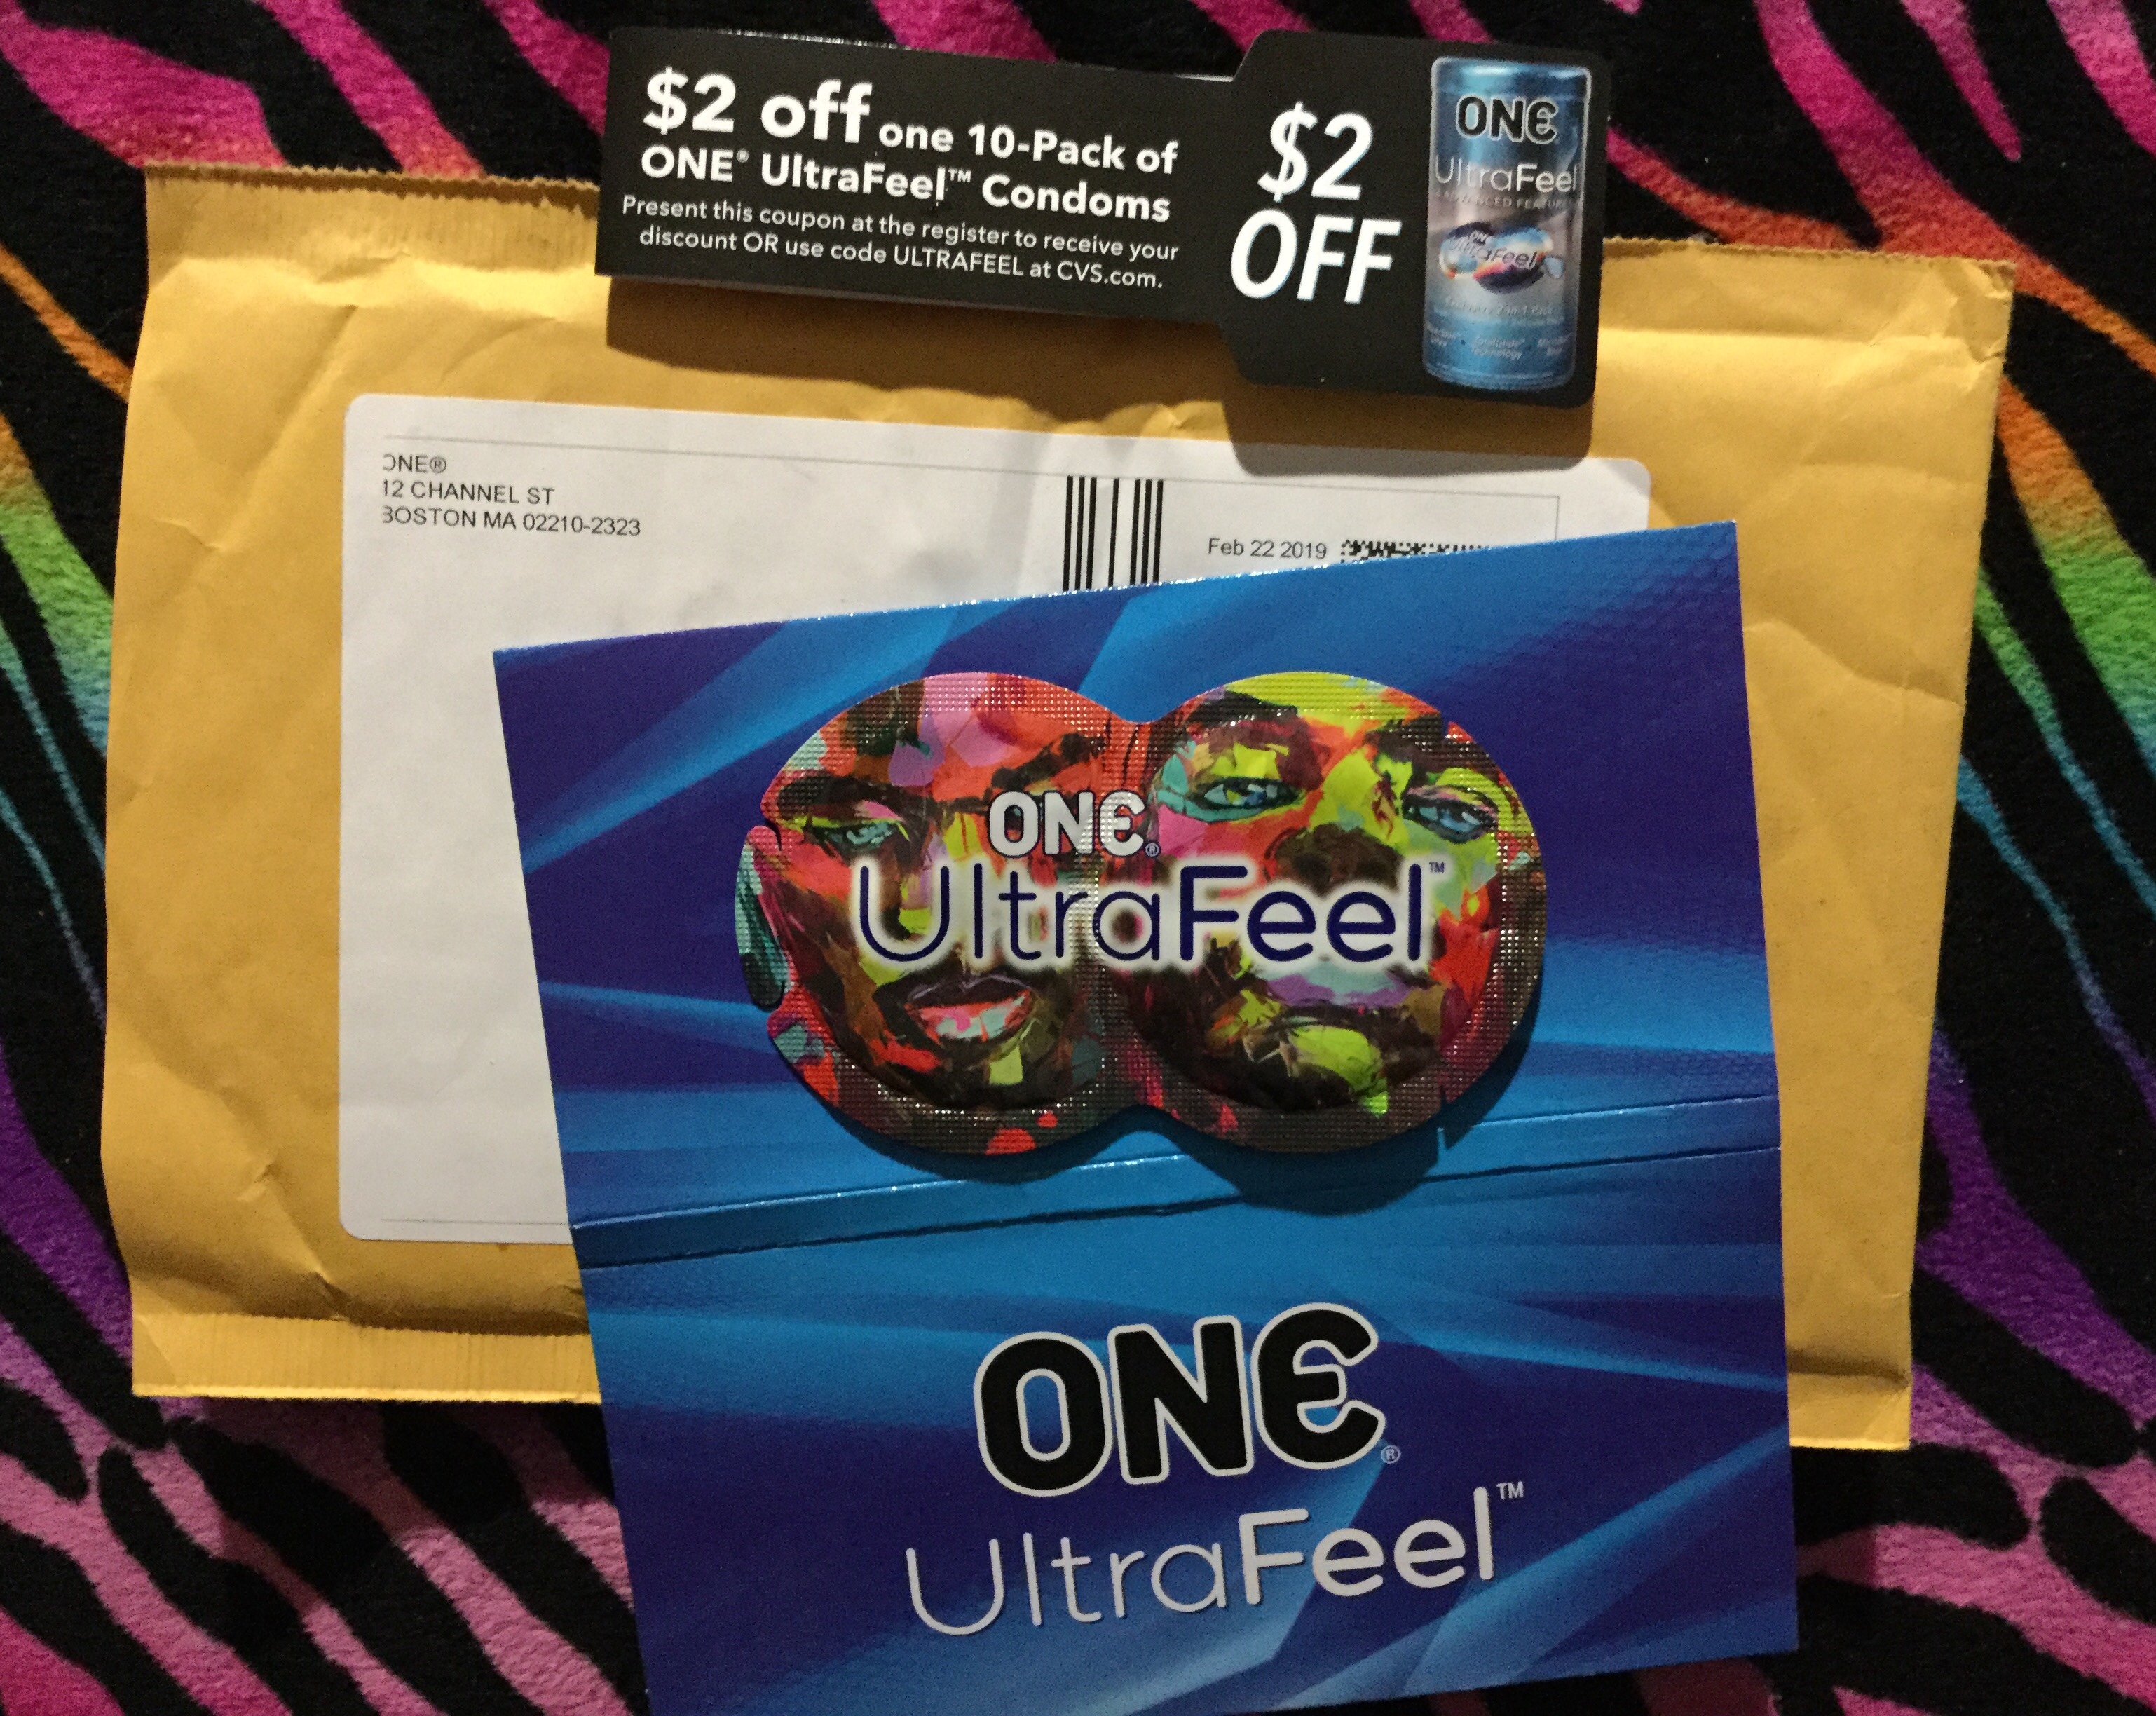 $2 off one 10-Pack of
ONE® UltraFeel™ Condoms
Present this coupon at the register to receive your
discount OR use code ULTRAFEEL at CVS.com.
$2
OFF
ONE
UltraFeel
ONE
UltraFeel
ONE®
12 CHANNEL ST
BOSTON MA 02210-2323
Feb 22 2019
ONE®
UltraFeel™
ONE®
UltraFeel™